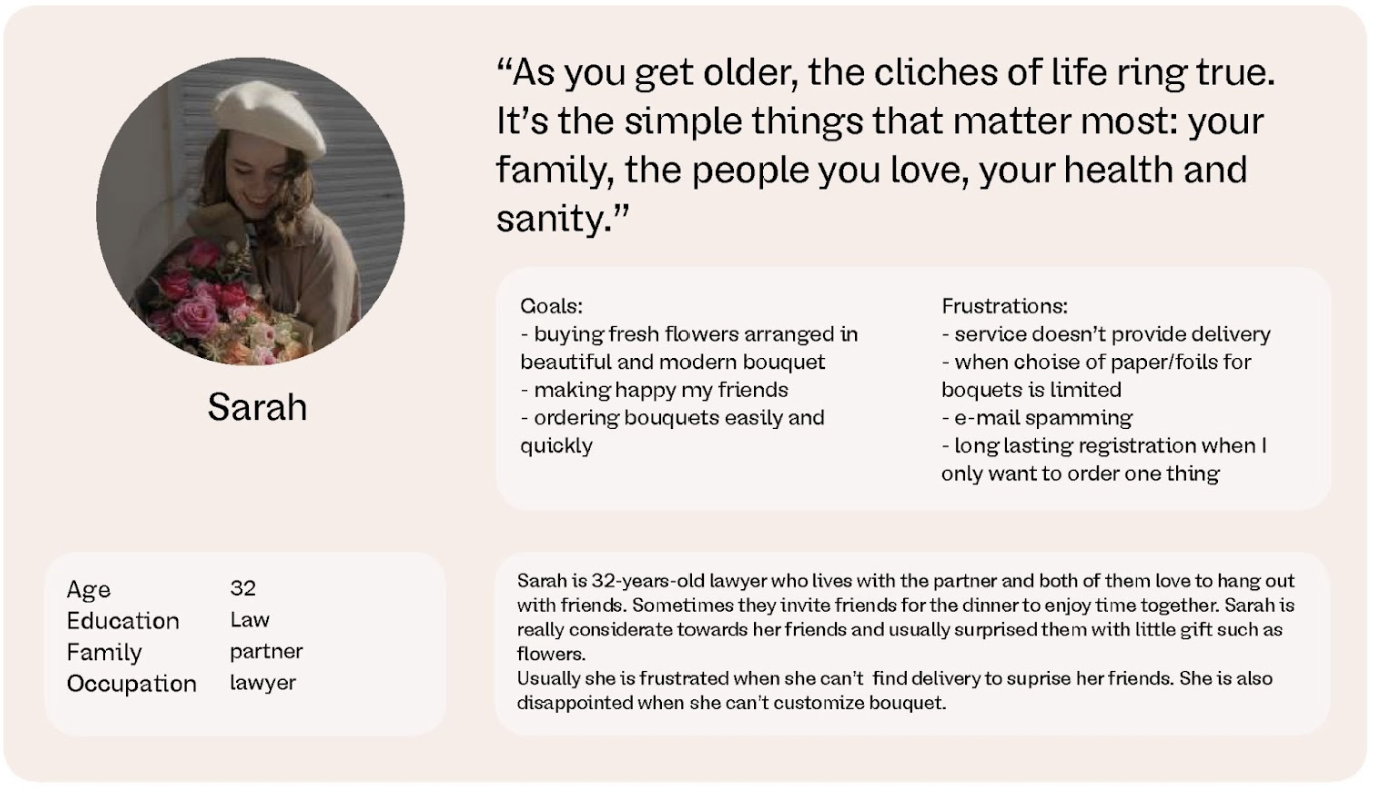 “As you get older, the cliches of life ring true.
It’s the simple things that matter most: your
family, the people you love, your health and
sanity.”
Sarah
Goals:
- buying fresh flowers arranged in
beautiful and modern bouquet
- making happy my friends
- ordering bouquets easily and
quickly
Frustrations:
- service doesn’t provide delivery
- when choise of paper/foils for
boquets is limited
- e-mail spamming
- long lasting registration when I
only want to order one thing
Age 32
Education Law
Family partner
Occupation lawyer
Sarah is 32-years-old lawyer who lives with the partner and both of them love to hang out
with friends. Sometimes they invite friends for the dinner to enjoy time together. Sarah is
really considerate towards her friends and usually surprised them with little gift such as
flowers.
Usually she is frustrated when she can’t find delivery to suprise her friends. She is also
disappointed when she can’t customize bouquet.